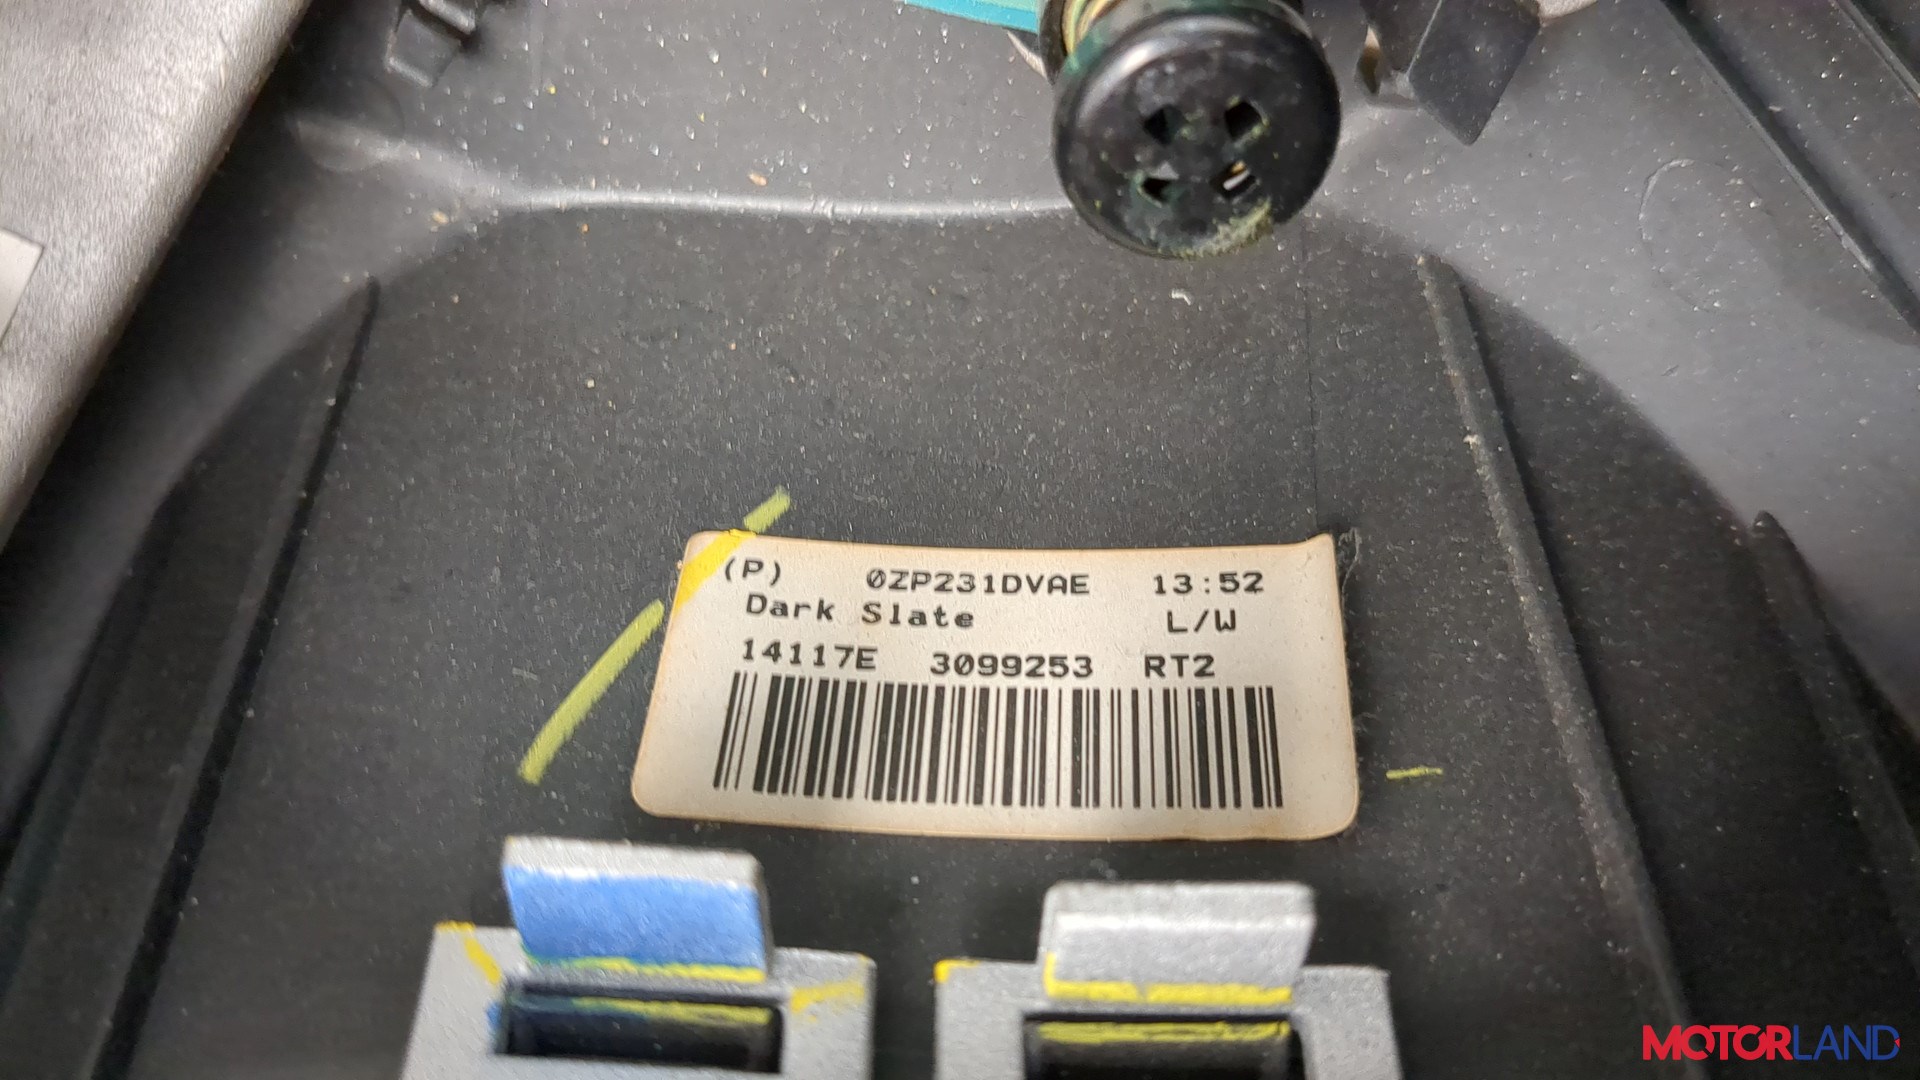 (P) 0ZP231DVAE 13:52
Dark Slate L/W
14117E 3099253 RT2
MOTORLAND